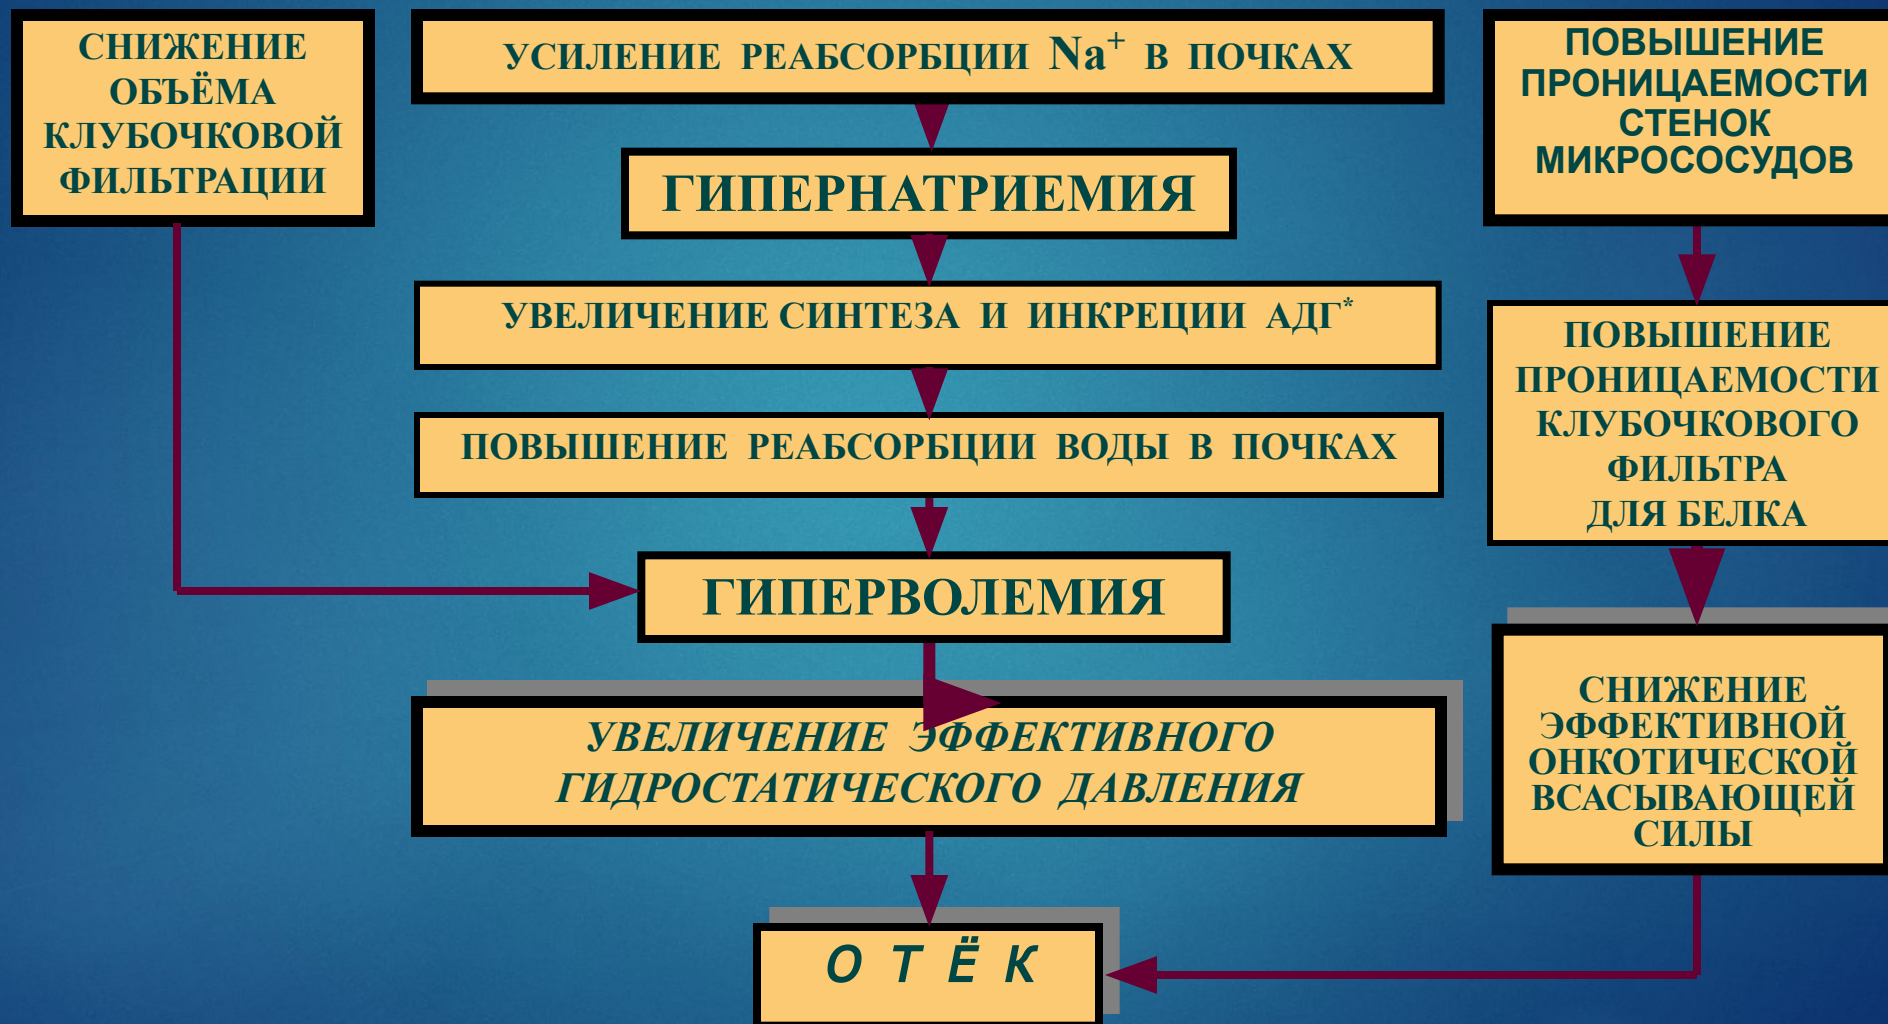 СНИЖЕНИЕ
ОБЪЁМА
КЛУБОЧКОВОЙ
ФИЛЬТРАЦИИ
УСИЛЕНИЕ РЕАБСОРБЦИИ Na⁺ В ПОЧКАХ
ГИПЕРНАТРИЕМИЯ
УВЕЛИЧЕНИЕ СИНТЕЗА И ИНКРЕЦИИ АДГ*
ПОВЫШЕНИЕ РЕАБСОРБЦИИ ВОДЫ В ПОЧКАХ
ГИПЕРВОЛЕМИЯ
УВЕЛИЧЕНИЕ ЭФФЕКТИВНОГО
ГИДРОСТАТИЧЕСКОГО ДАВЛЕНИЯ
ПОВЫШЕНИЕ
ПРОНИЦАЕМОСТИ
СТЕНОК
МИКРОСОСУДОВ
ПОВЫШЕНИЕ
ПРОНИЦАЕМОСТИ
КЛУБОЧКОВОГО
ФИЛЬТРА
ДЛЯ БЕЛКА
СНИЖЕНИЕ
ЭФФЕКТИВНОЙ
ОНКОТИЧЕСКОЙ
ВСАСЫВАЮЩЕЙ
СИЛЫ
О Т Ё К